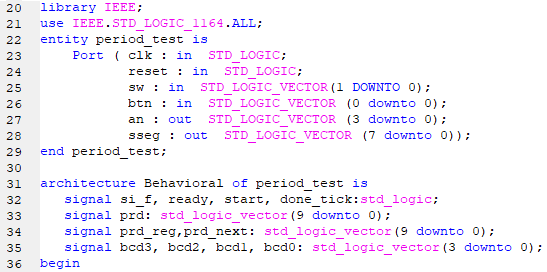 20 library IEEE;
21 use IEEE.STD_LOGIC_1164.ALL;
22 entity period_test is
23 Port ( clk : in STD_LOGIC;
24 reset : in STD_LOGIC;
25 sw : in STD_LOGIC_VECTOR(1 DOWNTO 0);
26 btn : in STD_LOGIC_VECTOR (0 downto 0);
27 an : out STD_LOGIC_VECTOR (3 downto 0);
28 sseg : out STD_LOGIC_VECTOR (7 downto 0));
29 end period_test;
30
31 architecture Behavioral of period_test is
32 signal si_f, ready, start, done_tick:std_logic;
33 signal prd: std_logic_vector(9 downto 0);
34 signal prd_reg,prd_next: std_logic_vector(9 downto 0);
35 signal bcd3, bcd2, bcd1, bcd0: std_logic_vector(3 downto 0);
36 begin